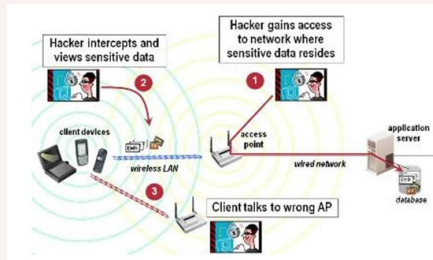 Hacker gains access
to network where
sensitive data resides
Hacker intercepts and
views sensitive data
1
2
client devices
access
point
application
server
wireless LAN
wired network
database
3
Client talks to wrong AP